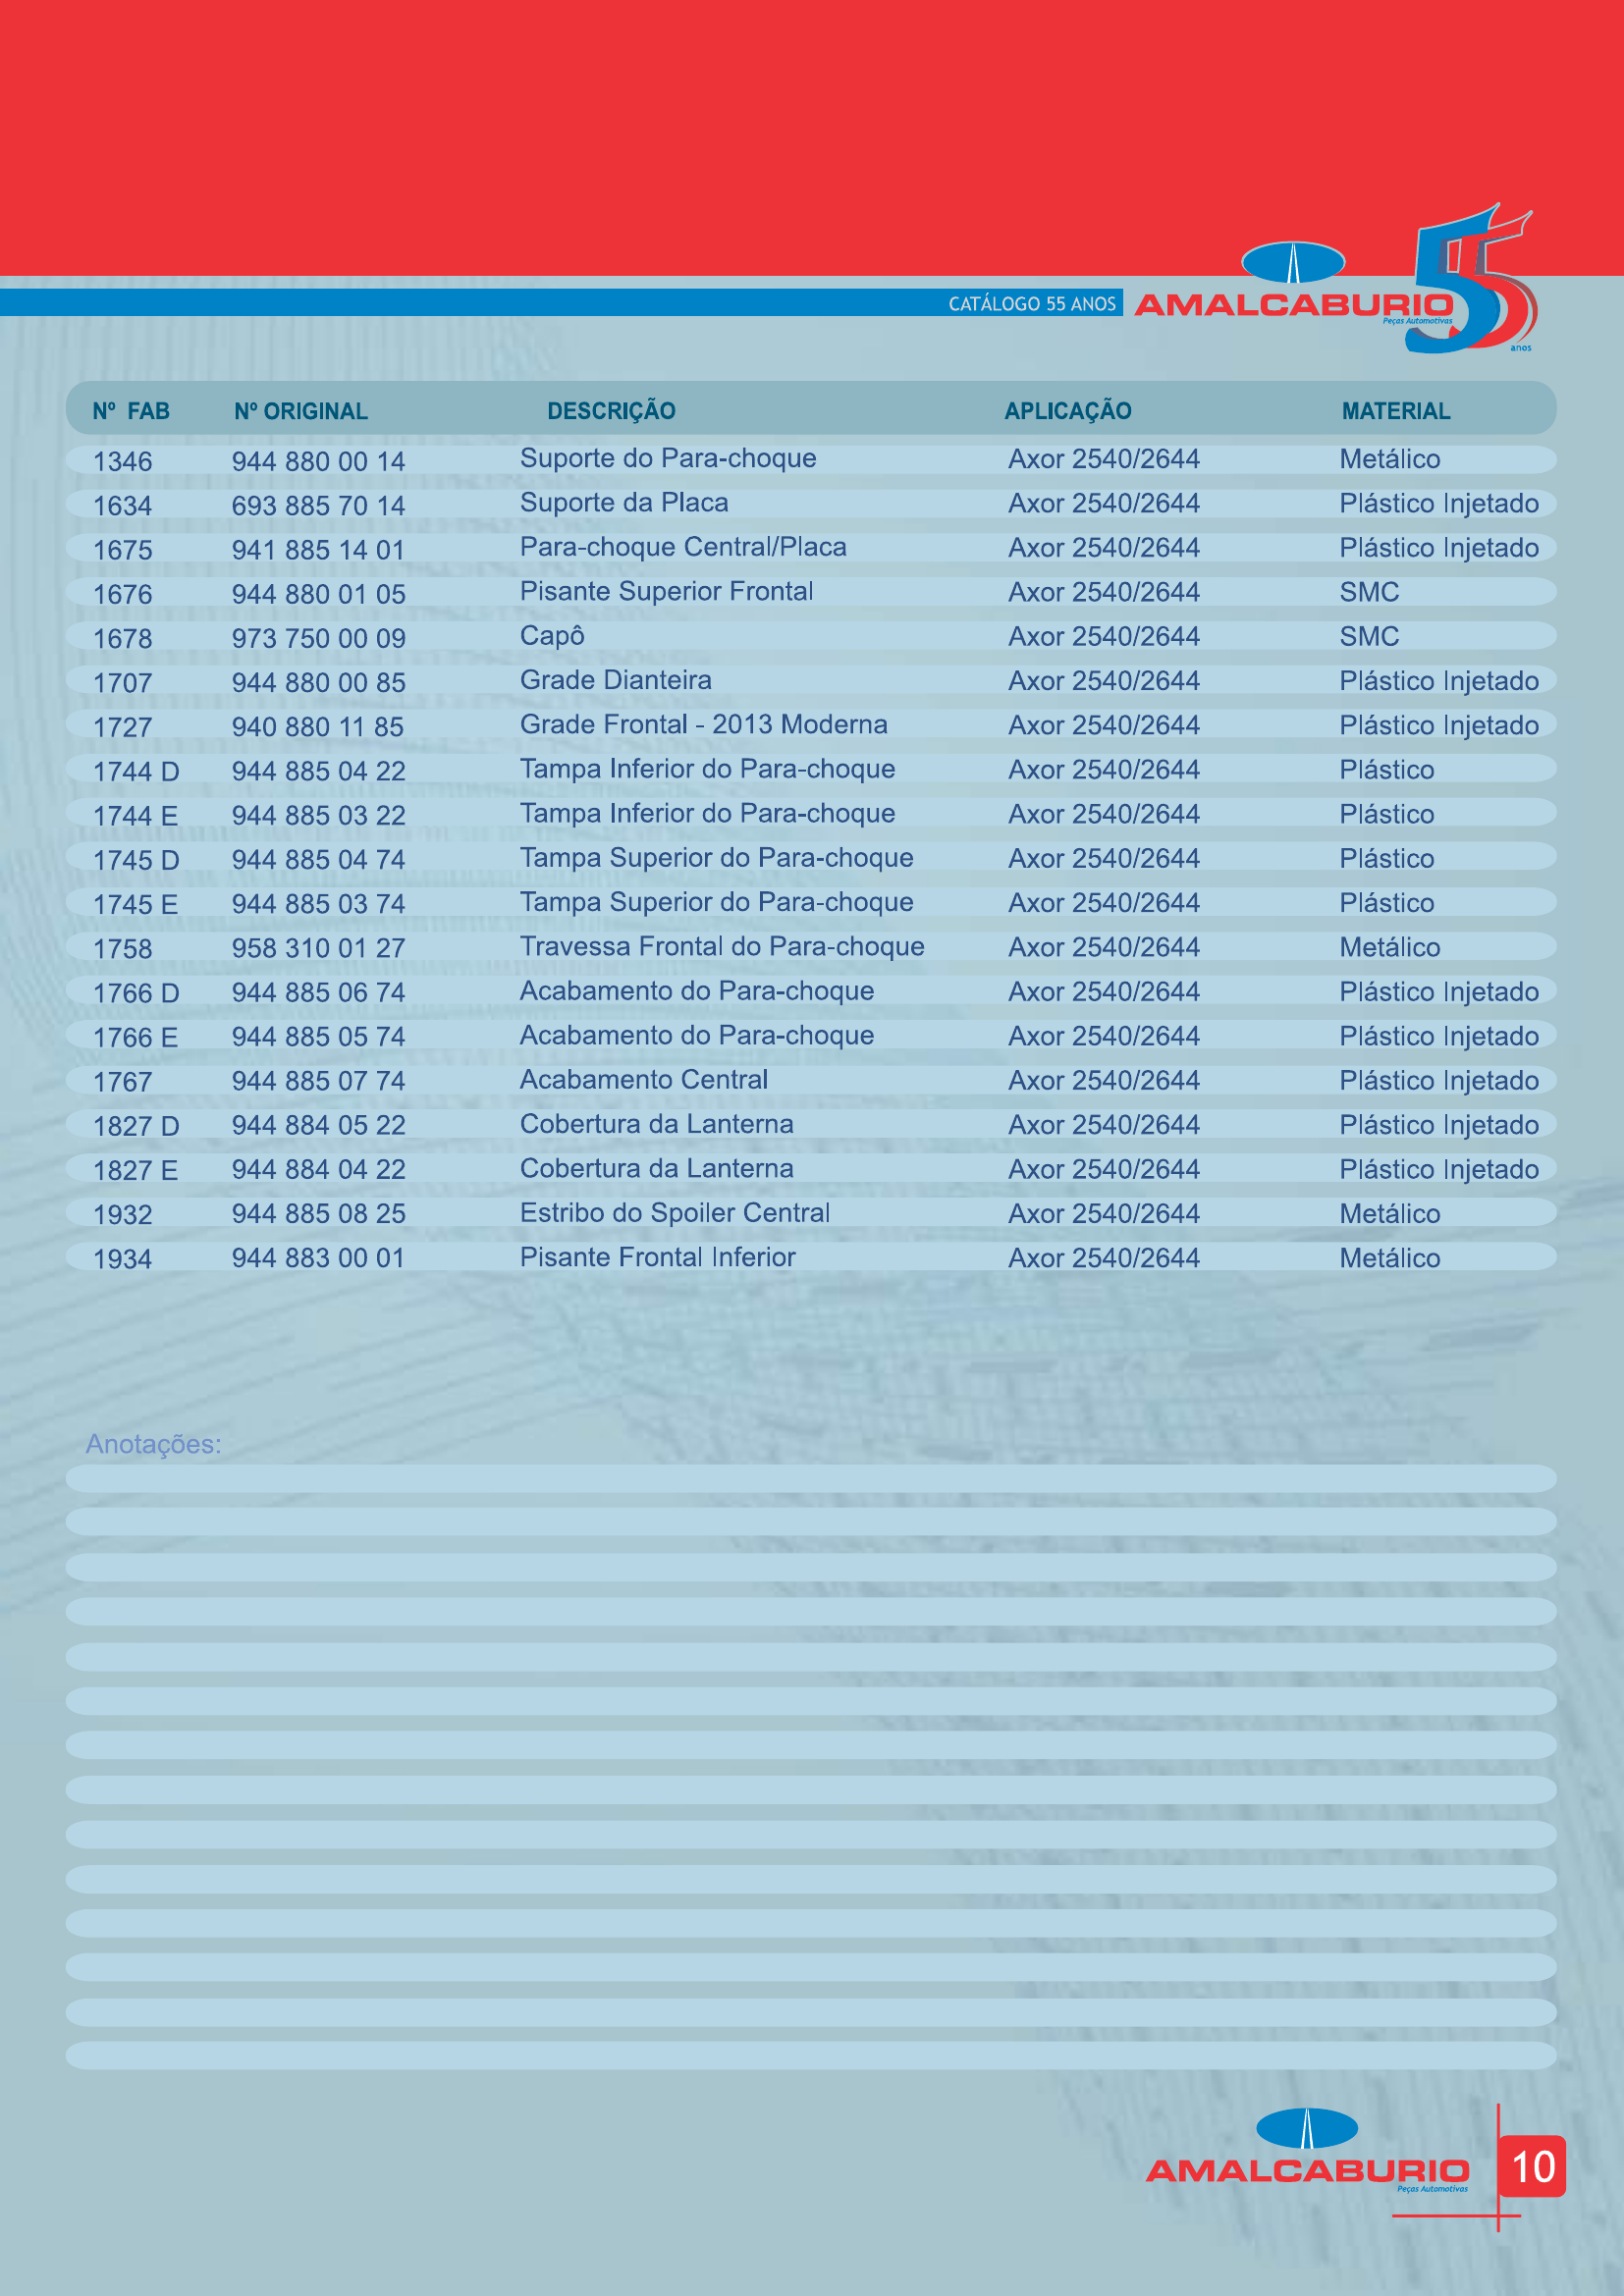 CATÁLOGO 55 ANOS AMALCABURIO 55
Peças Automotivas
anos
Nº FAB Nº ORIGINAL DESCRIÇÃO APLICAÇÃO MATERIAL
1346 944 880 00 14 Suporte do Para-choque Axor 2540/2644 Metálico
1634 693 885 70 14 Suporte da Placa Axor 2540/2644 Plástico Injetado
1675 941 885 14 01 Para-choque Central/Placa Axor 2540/2644 Plástico Injetado
1676 944 880 01 05 Pisante Superior Frontal Axor 2540/2644 SMC
1678 973 750 00 09 Capô Axor 2540/2644 SMC
1707 944 880 00 85 Grade Dianteira Axor 2540/2644 Plástico Injetado
1727 940 880 11 85 Grade Frontal - 2013 Moderna Axor 2540/2644 Plástico Injetado
1744 D 944 885 04 22 Tampa Inferior do Para-choque Axor 2540/2644 Plástico
1744 E 944 885 03 22 Tampa Inferior do Para-choque Axor 2540/2644 Plástico
1745 D 944 885 04 74 Tampa Superior do Para-choque Axor 2540/2644 Plástico
1745 E 944 885 03 74 Tampa Superior do Para-choque Axor 2540/2644 Plástico
1758 958 310 01 27 Travessa Frontal do Para-choque Axor 2540/2644 Metálico
1766 D 944 885 06 74 Acabamento do Para-choque Axor 2540/2644 Plástico Injetado
1766 E 944 885 05 74 Acabamento do Para-choque Axor 2540/2644 Plástico Injetado
1767 944 885 07 74 Acabamento Central Axor 2540/2644 Plástico Injetado
1827 D 944 884 05 22 Cobertura da Lanterna Axor 2540/2644 Plástico Injetado
1827 E 944 884 04 22 Cobertura da Lanterna Axor 2540/2644 Plástico Injetado
1932 944 885 08 25 Estribo do Spoiler Central Axor 2540/2644 Metálico
1934 944 883 00 01 Pisante Frontal Inferior Axor 2540/2644 Metálico
Anotações:
AMALCABURIO 10
Peças Automotivas